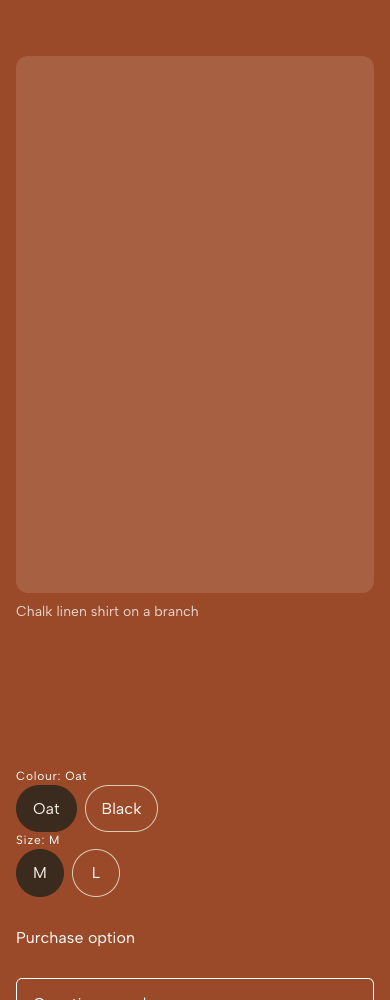 Chalk linen shirt on a branch
Colour: Oat
Oat
Black
Size: M
M
L
Purchase option